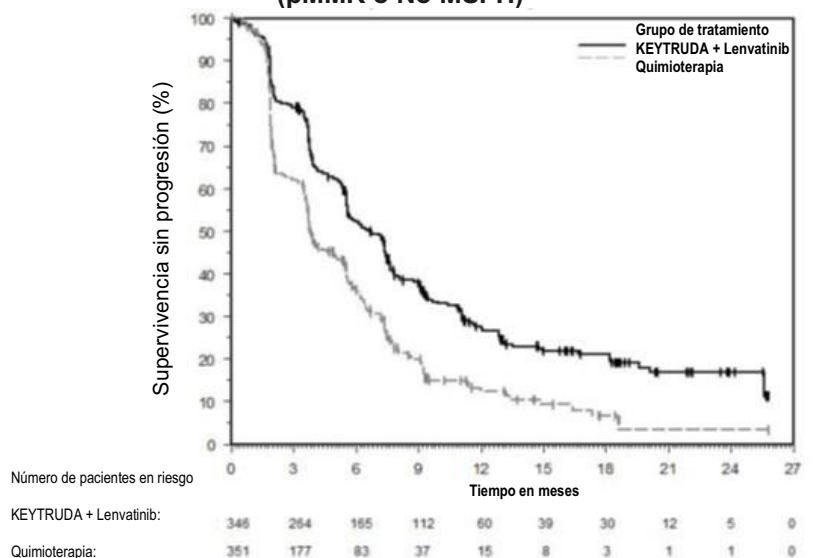 (pMMR o No MSI-H)
Grupo de tratamiento
KEYTRUDA + Lenvatinib
Quimioterapia
Supervivencia sin progresión (%)
100
90
80
70
60
50
40
30
20
10
0
0 3 6 9 12 15 18 21 24 27
Tiempo en meses
Número de pacientes en riesgo
KEYTRUDA + Lenvatinib: 346 264 165 112 60 39 30 12 5 0
Quimioterapia: 351 177 83 37 15 8 3 1 1 0